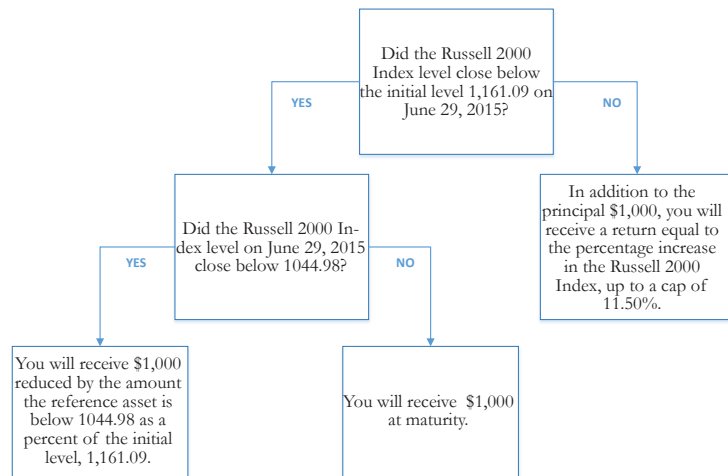 Did the Russell 2000
Index level close below
the initial level 1,161.09 on
June 29, 2015?
YES
NO
Did the Russell 2000 In-
dex level on June 29, 2015
close below 1044.98?
In addition to the
principal $1,000, you will
receive a return equal to
the percentage increase
in the Russell 2000
Index, up to a cap of
11.50%.
YES
NO
You will receive $1,000
reduced by the amount
the reference asset is
below 1044.98 as a
percent of the initial
level, 1,161.09.
You will receive $1,000
at maturity.